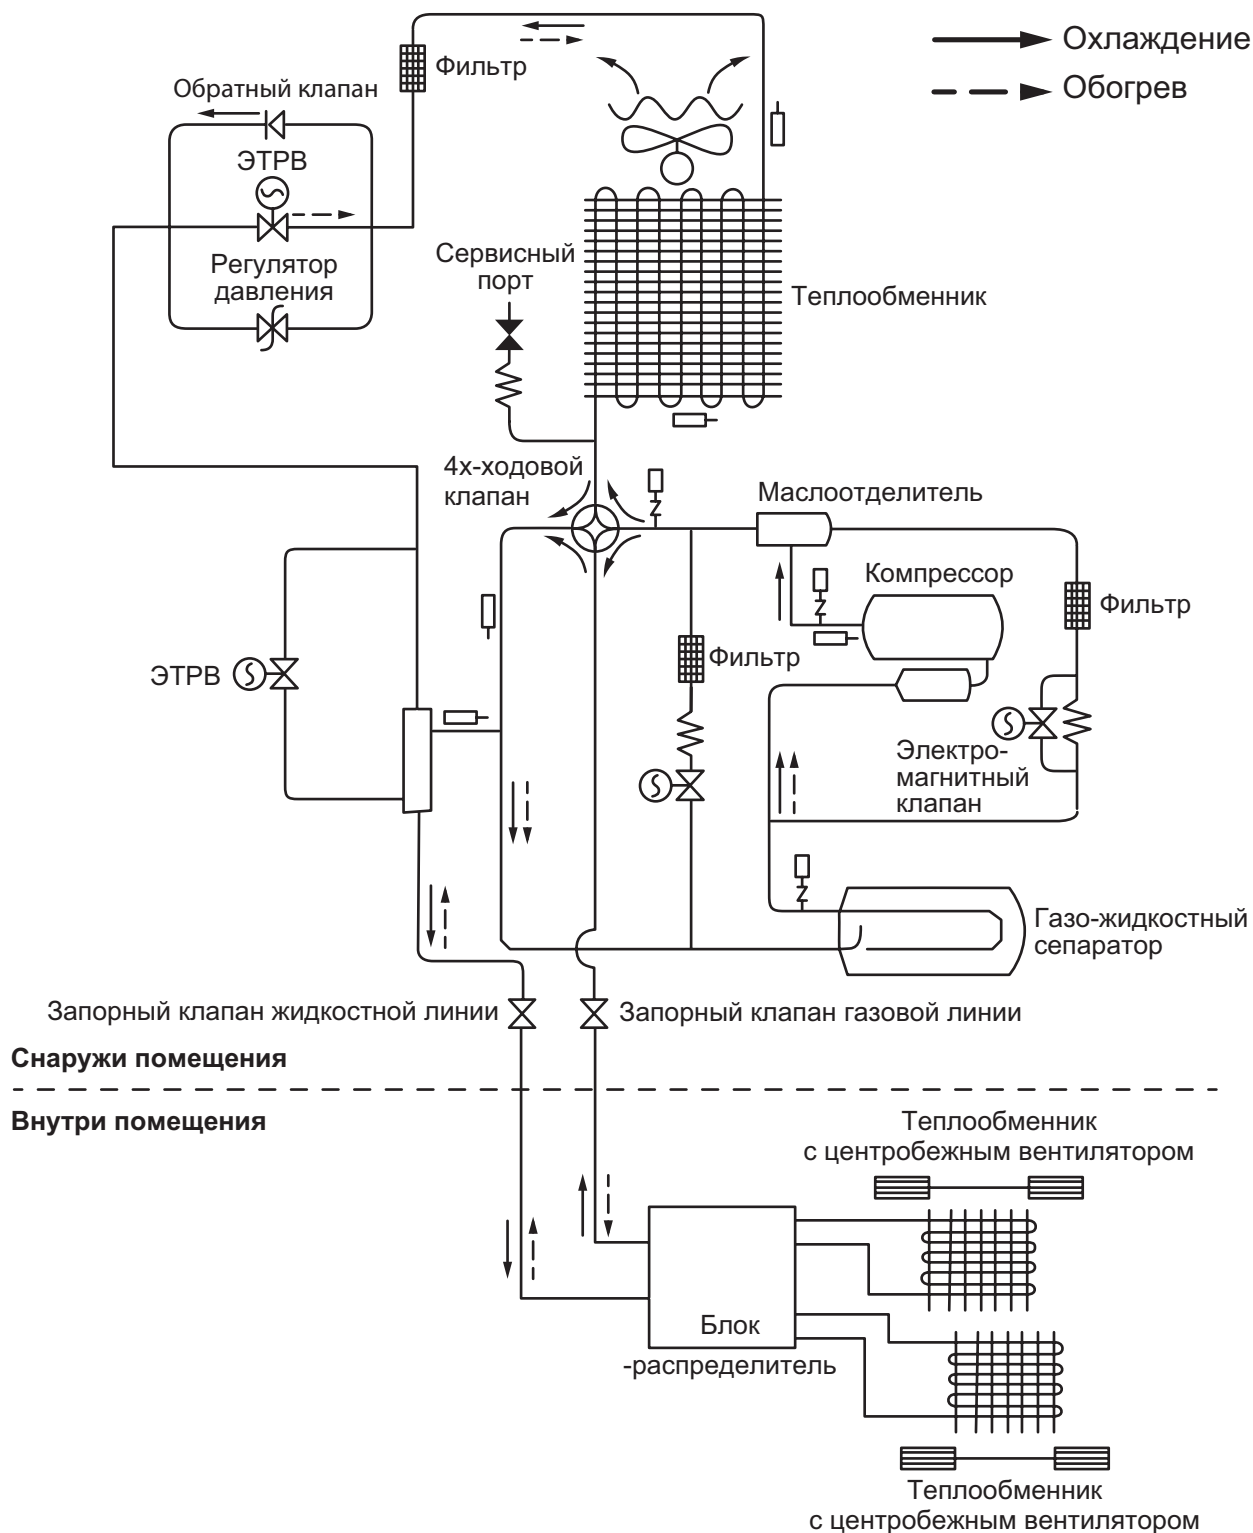 Охлаждение
Обогрев
Фильтр
Обратный клапан
ЭТРВ
Регулятор
давления
Сервисный
порт
Теплообменник
4х-ходовой
клапан
Маслоотделитель
Компрессор
Фильтр
Фильтр
ЭТРВ
Электро-
магнитный
клапан
Газо-жидкостный
сепаратор
Запорный клапан жидкостной линии
Запорный клапан газовой линии
Снаружи помещения
Внутри помещения
Теплообменник
с центробежным вентилятором
Блок
-распределитель
Теплообменник
с центробежным вентилятором